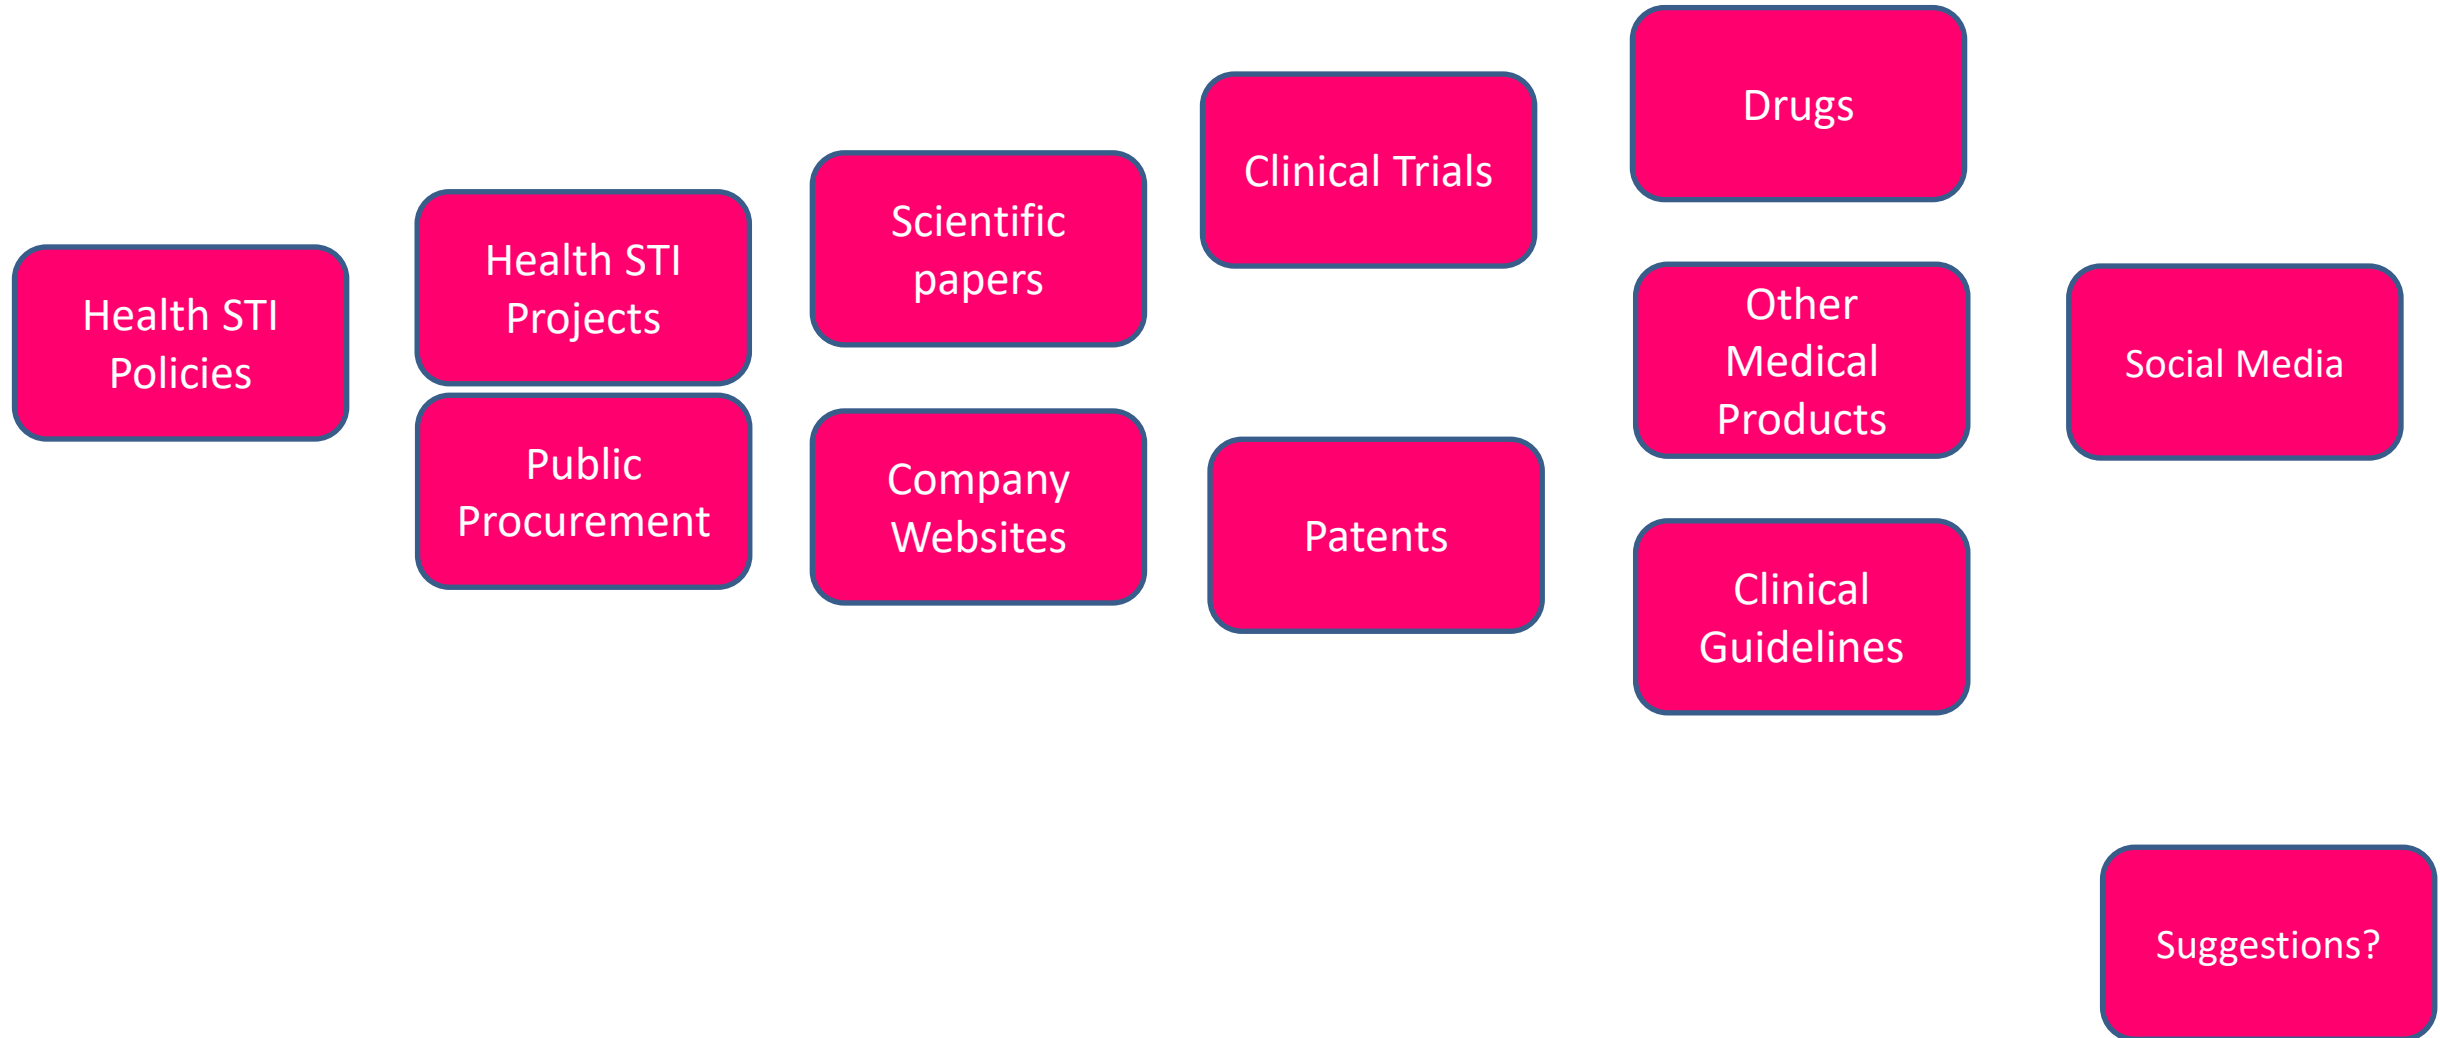 Health STI
Policies
Health STI
Projects
Public
Procurement
Scientific
papers
Company
Websites
Clinical Trials
Patents
Drugs
Other
Medical
Products
Clinical
Guidelines
Social Media
Suggestions?